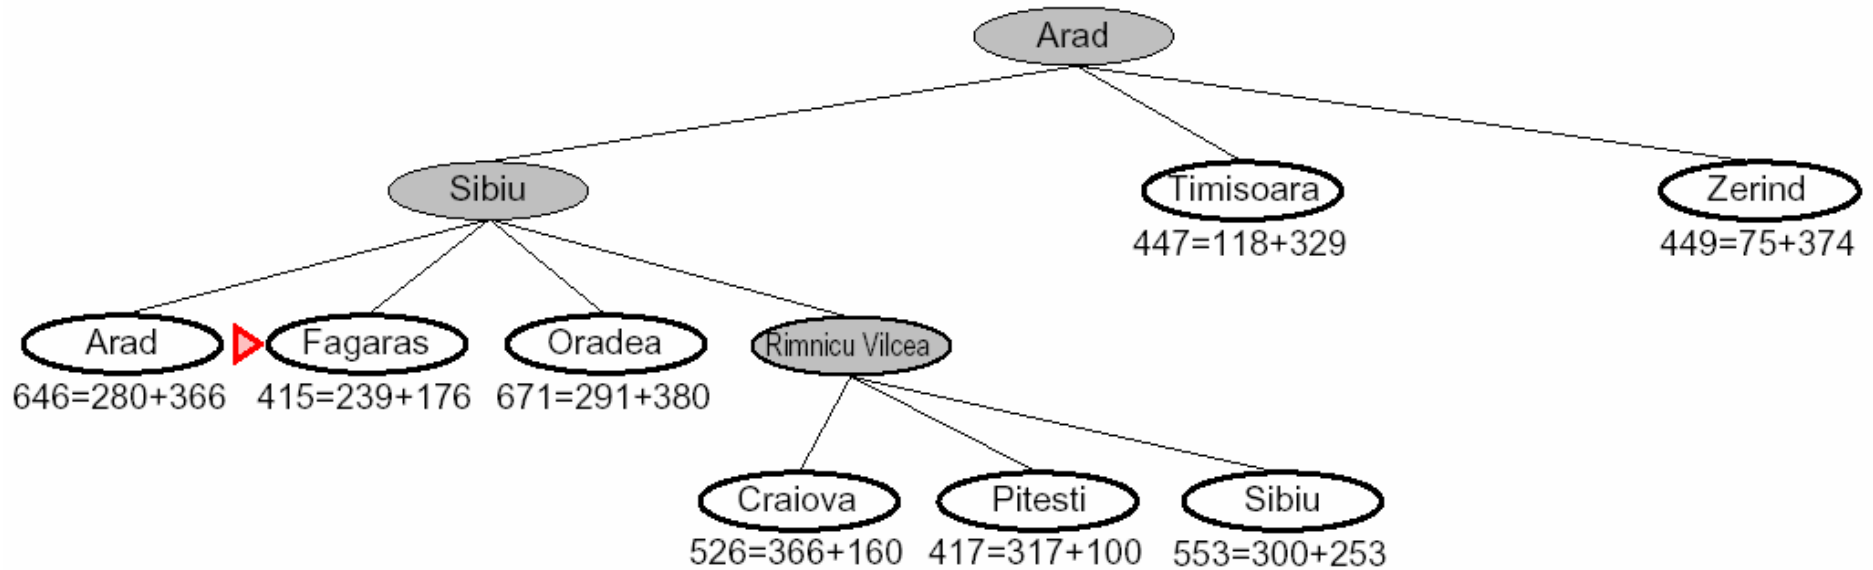 Arad
Sibiu
Timisoara
Zerind
447=118+329
449=75+374
Arad
Fagaras
Oradea
Rimnicu Vilcea
646=280+366
415=239+176
671=291+380
Craiova
Pitesti
Sibiu
526=366+160
417=317+100
553=300+253